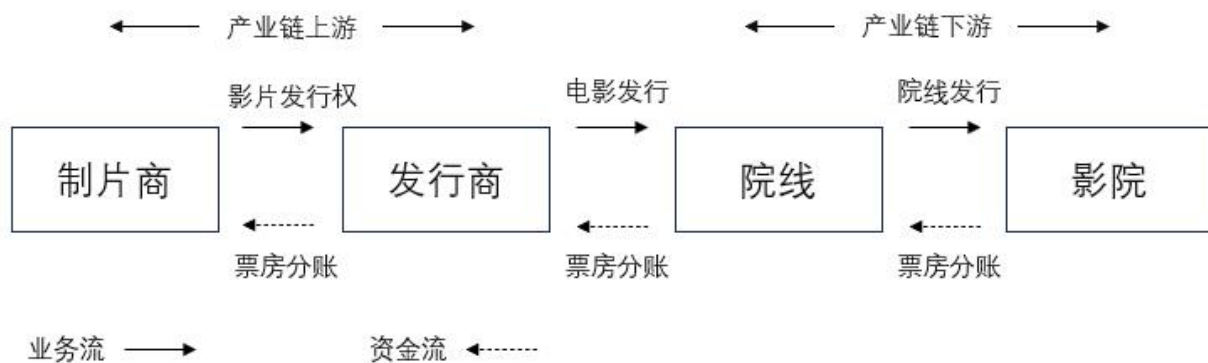 产业链上游
产业链下游
影片发行权
电影发行
院线发行
制片商
发行商
院线
影院
票房分账
票房分账
票房分账
业务流
资金流